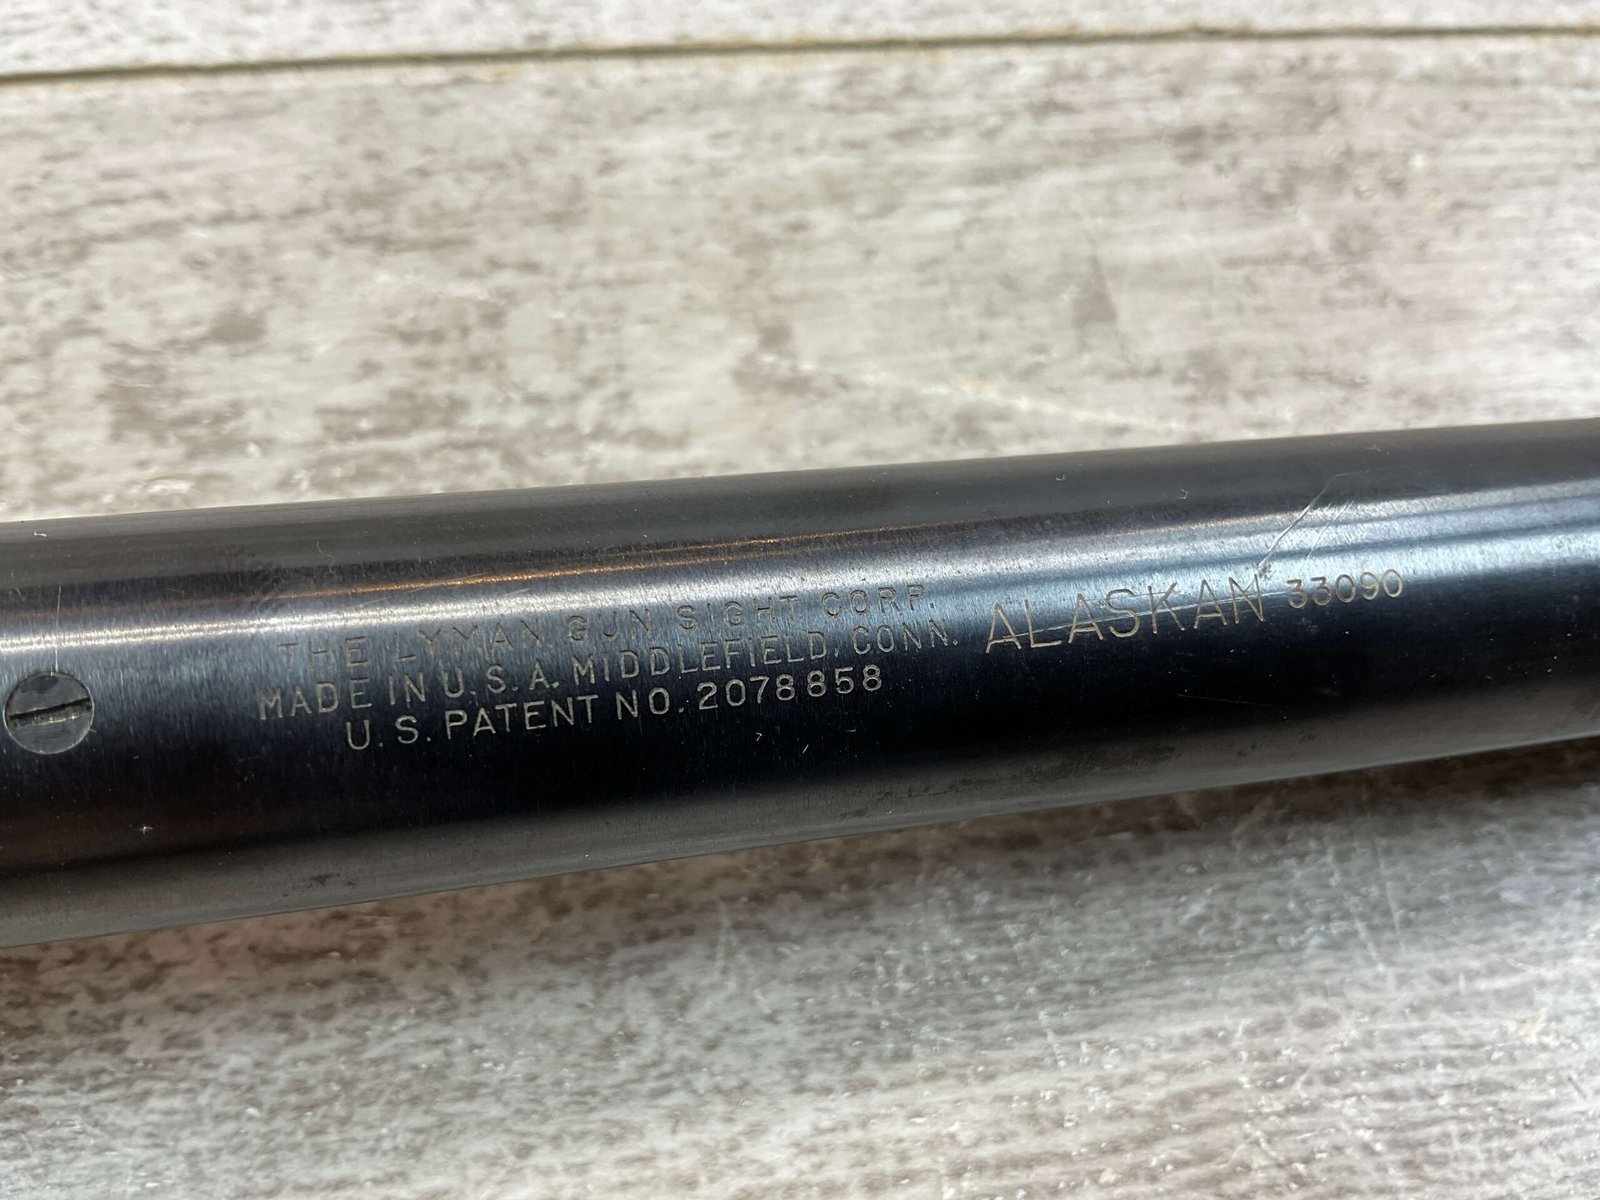 THE LYMAN GUN SIGHT CORP.
MADE IN U.S.A. MIDDLEFIELD, CONN.
U.S. PATENT NO. 2078858
ALASKAN 33090